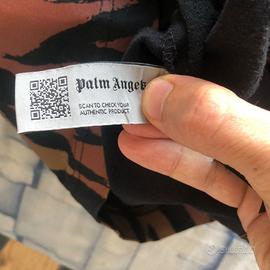 Palm Angels
SCAN TO CHECK YOUR
AUTHENTIC PRODUCT